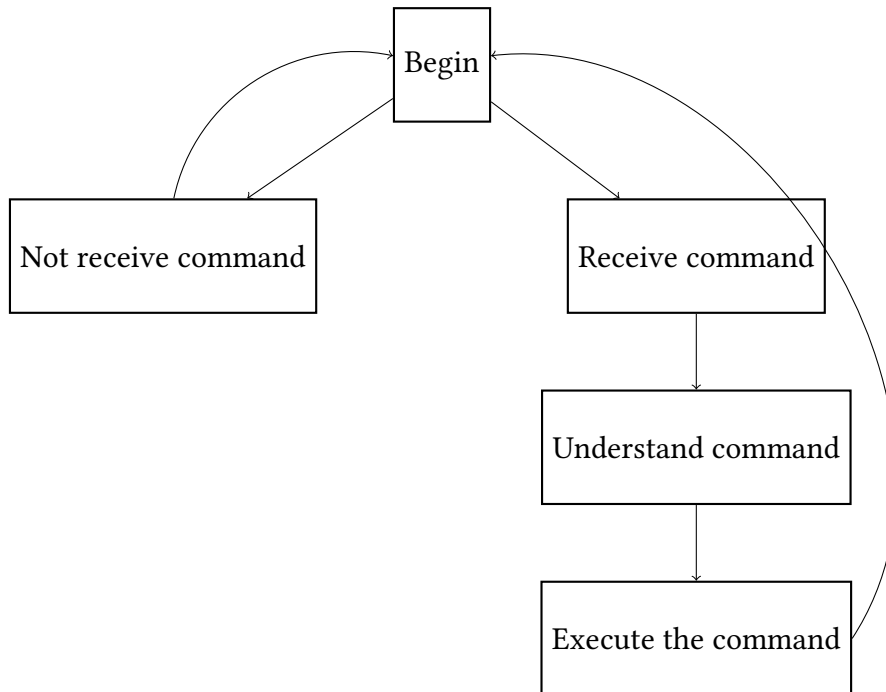 Begin
Not receive command
Receive command
Understand command
Execute the command